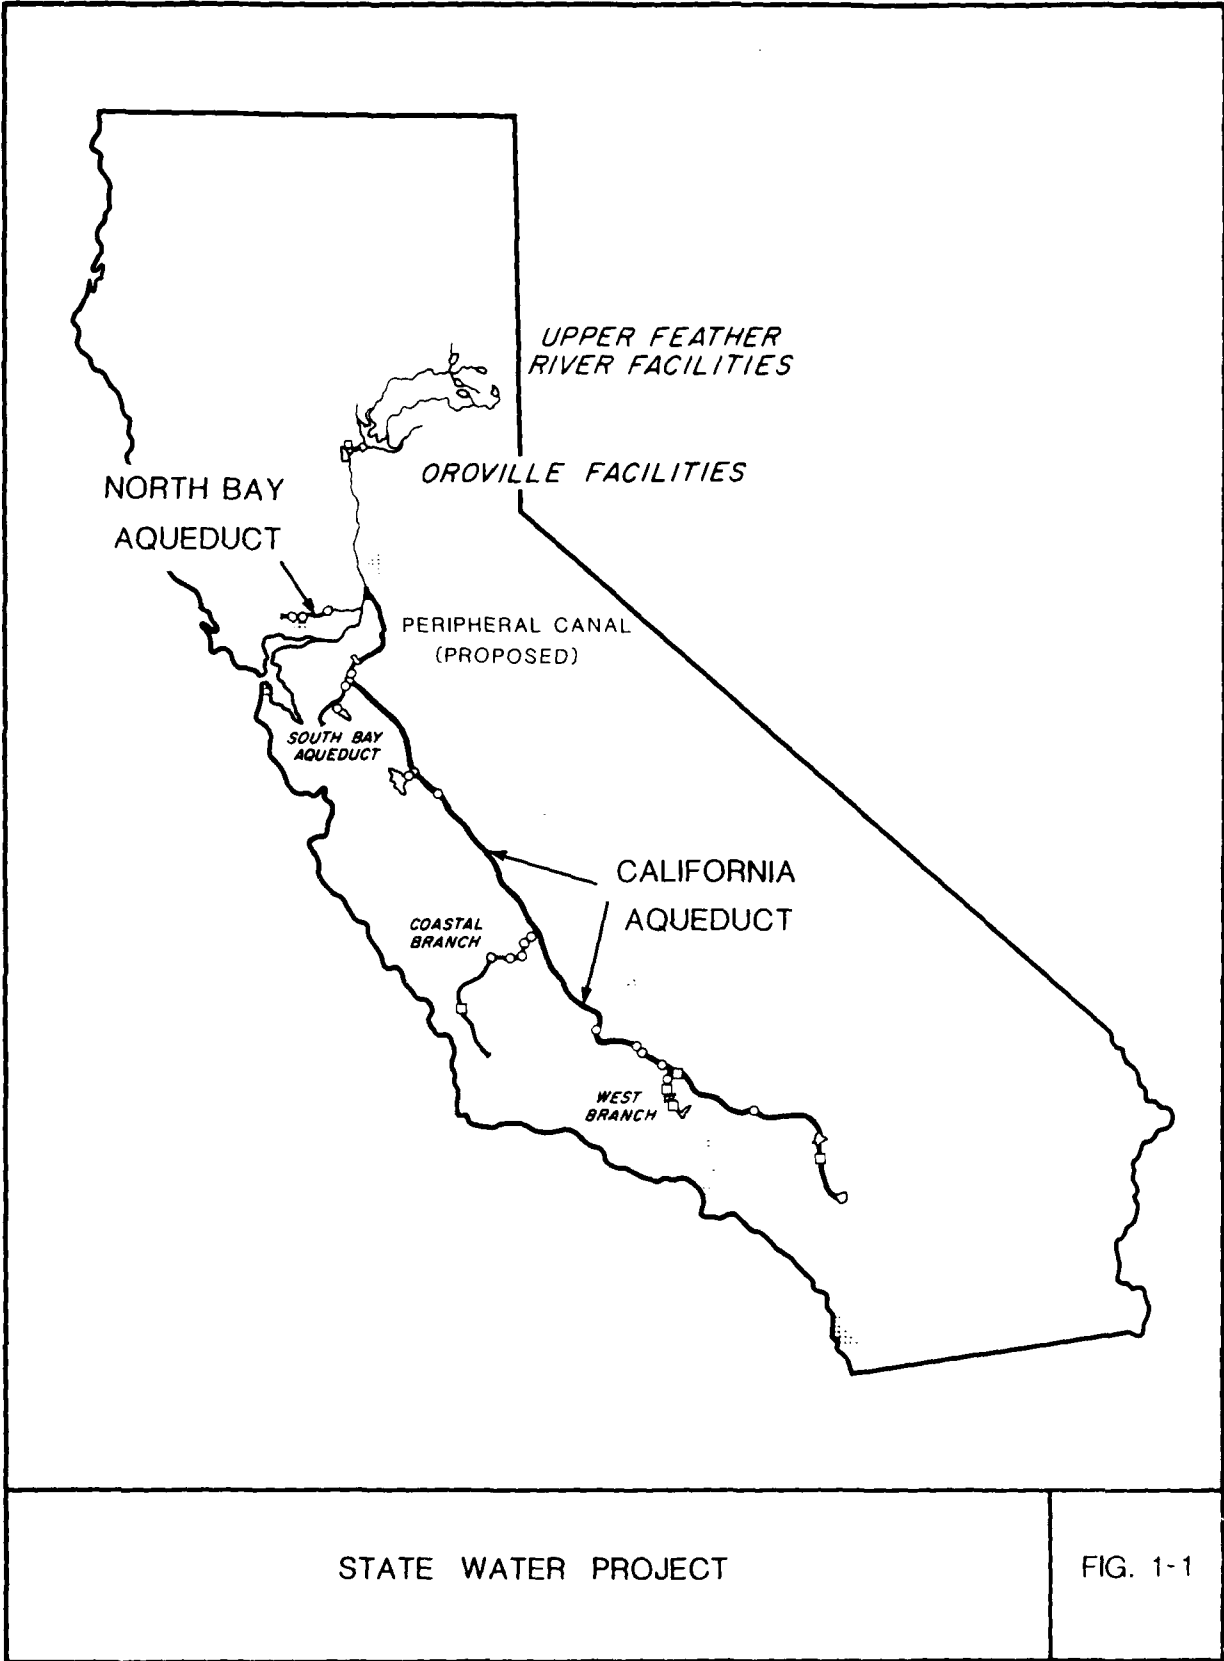 UPPER FEATHER
RIVER FACILITIES
OROVILLE FACILITIES
NORTH BAY
AQUEDUCT
PERIPHERAL CANAL
(PROPOSED)
SOUTH BAY
AQUEDUCT
CALIFORNIA
AQUEDUCT
COASTAL
BRANCH
WEST
BRANCH
STATE WATER PROJECT
FIG. 1-1